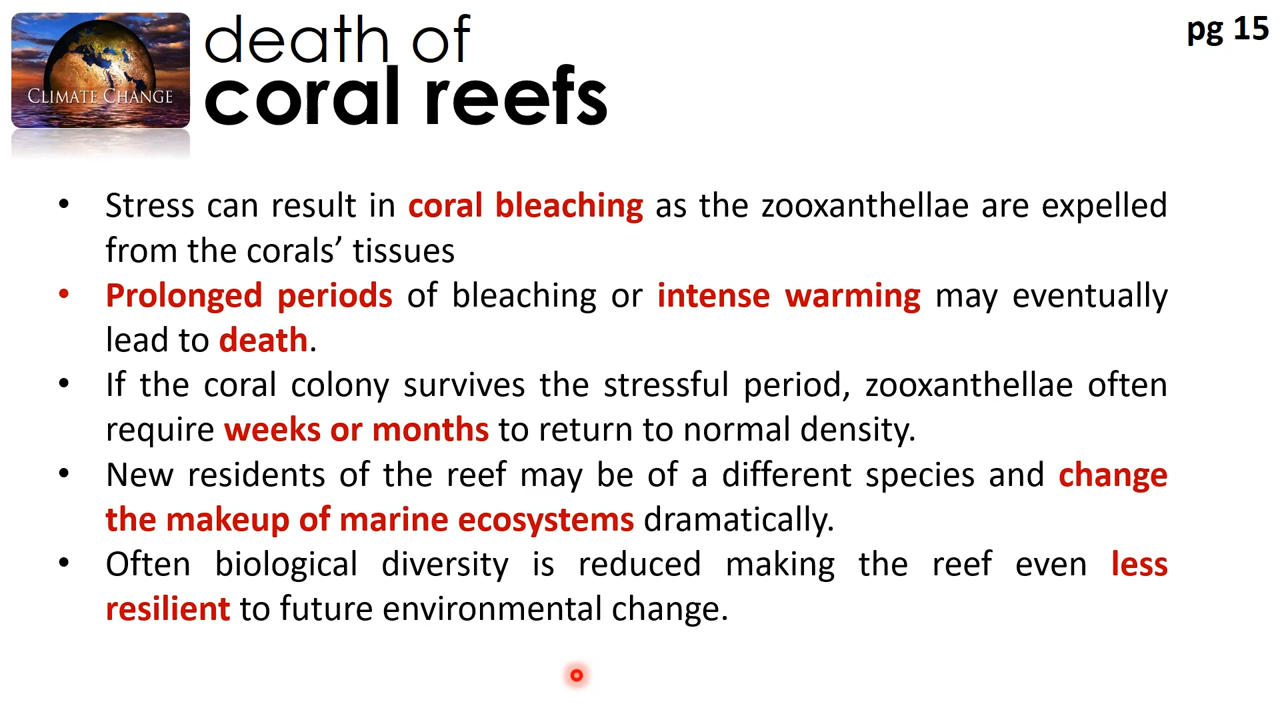 pg 15
death of
coral reefs
CLIMATE CHANGE
• Stress can result in coral bleaching as the zooxanthellae are expelled
from the corals’ tissues
• Prolonged periods of bleaching or intense warming may eventually
lead to death.
• If the coral colony survives the stressful period, zooxanthellae often
require weeks or months to return to normal density.
• New residents of the reef may be of a different species and change
the makeup of marine ecosystems dramatically.
• Often biological diversity is reduced making the reef even less
resilient to future environmental change.